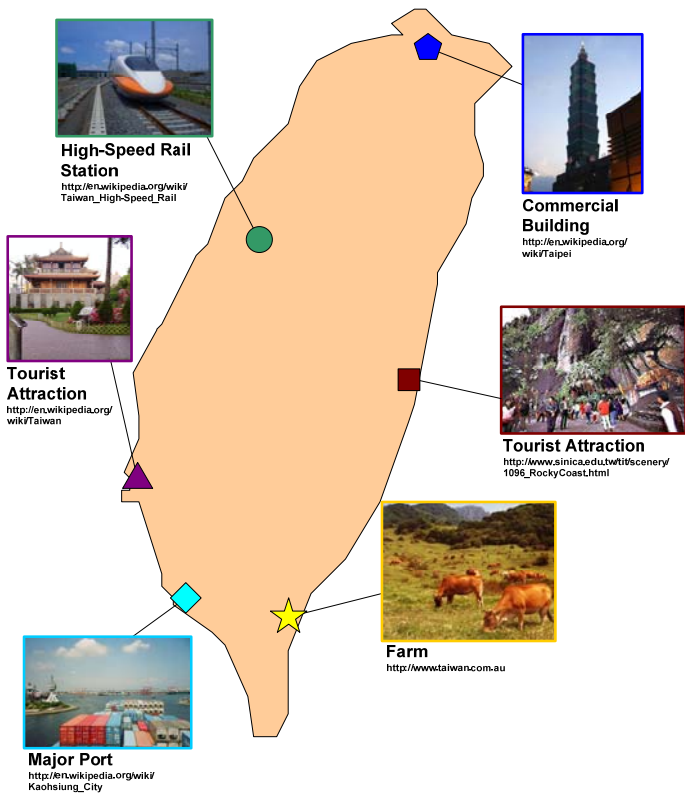 High-Speed Rail
Station
http://en.wikipedia.org/wiki/
Taiwan_High-Speed_Rail
Commercial
Building
http://en.wikipedia.org/
wiki/Taipei
Tourist
Attraction
http://en.wikipedia.org/
wiki/Taiwan
Tourist Attraction
http://www.sinica.edu.tw/tit/scenery/
1096_RockyCoast.html
Farm
http://www.taiwan.com.au
Major Port
http://en.wikipedia.org/wiki/
Kaohsiung_City